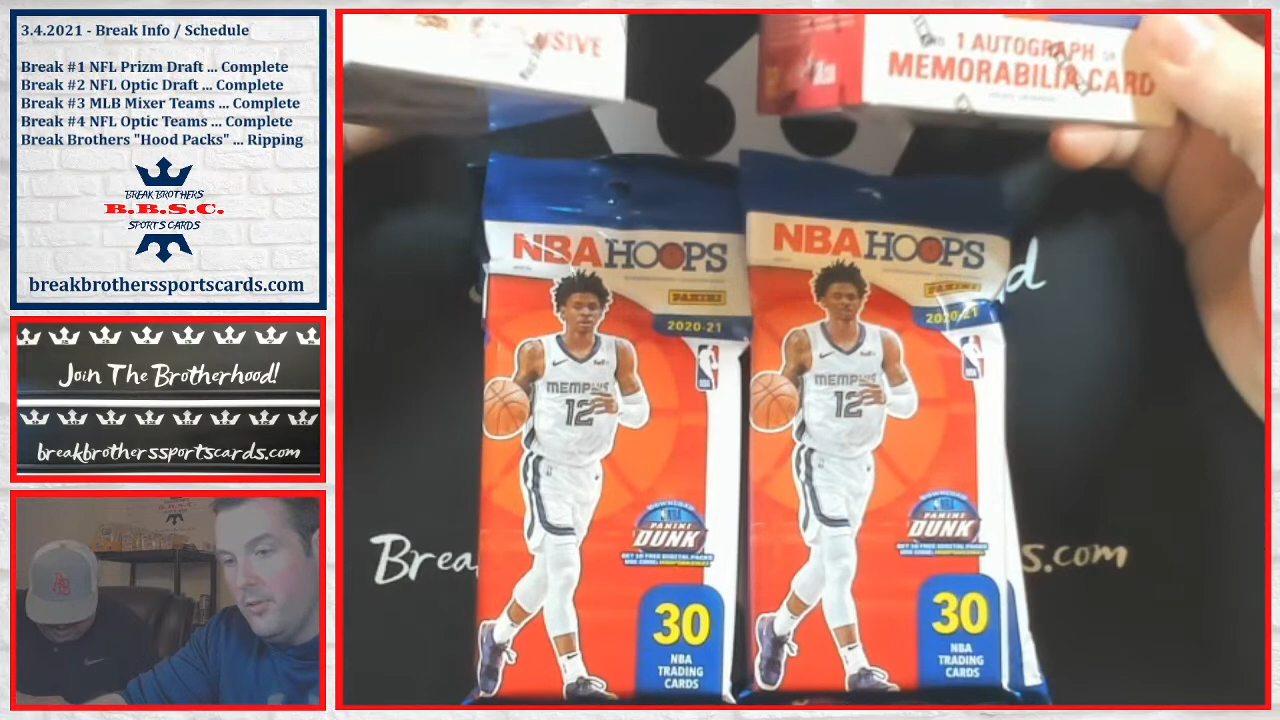 3.4.2021 - Break Info / Schedule
Break #1 NFL Prizm Draft ... Complete
Break #2 NFL Optic Draft ... Complete
Break #3 MLB Mixer Teams ... Complete
Break #4 NFL Optic Teams ... Complete
Break Brothers "Hood Packs" ... Ripping
BREAK BROTHERS
B.B.S.C.
SPORTS CARDS
breakbrotherssportscards.com
Join The Brotherhood!
breakbrotherssportscards.com
B.B.S.C.
1 AUTOGRAPH OR
MEMORABILIA CARD
NBA HOOPS
PANINI
2020-21
MEMPHIS
12
DOWNLOAD
PANINI
DUNK
30
NBA
TRADING
CARDS
NBA HOOPS
PANINI
2020-21
MEMPHIS
12
DOWNLOAD
PANINI
DUNK
30
NBA
TRADING
CARDS
Brea
s.com